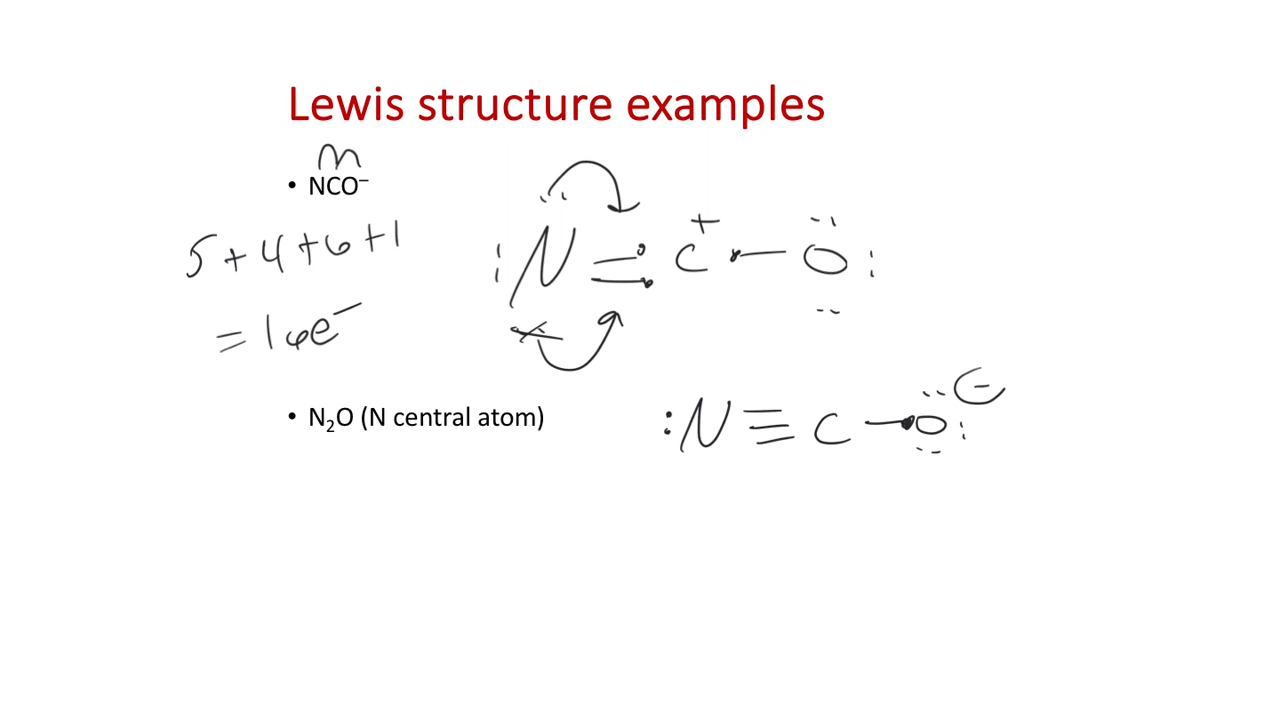 Lewis structure examples
• NCO⁻
5+4+6+1
= 16e⁻
:N = C⁺ – O:
• N₂O (N central atom)
:N ≡ C – O: ⊖